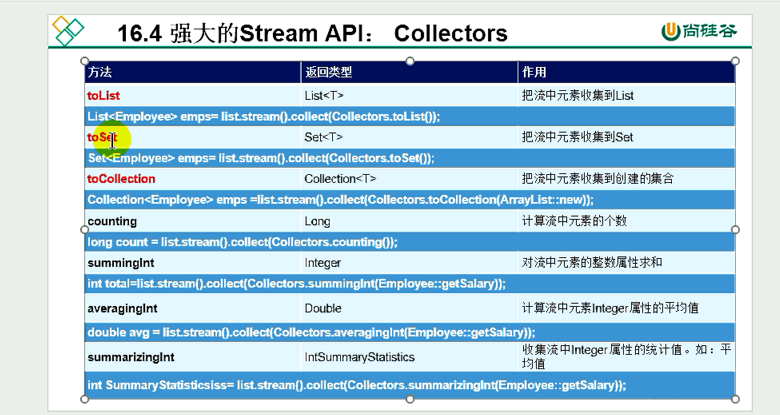 16.4 强大的Stream API： Collectors
尚硅谷
方法 返回类型 作用
toList List<T> 把流中元素收集到List
List<Employee> emps= list.stream().collect(Collectors.toList());
toSet Set<T> 把流中元素收集到Set
Set<Employee> emps= list.stream().collect(Collectors.toSet());
toCollection Collection<T> 把流中元素收集到创建的集合
Collection<Employee> emps =list.stream().collect(Collectors.toCollection(ArrayList::new));
counting Long 计算流中元素的个数
long count = list.stream().collect(Collectors.counting());
summingInt Integer 对流中元素的整数属性求和
int total=list.stream().collect(Collectors.summingInt(Employee::getSalary));
averagingInt Double 计算流中元素Integer属性的平均值
double avg = list.stream().collect(Collectors.averagingInt(Employee::getSalary));
summarizingInt IntSummaryStatistics 收集流中Integer属性的统计值。如：平
均值
int SummaryStatisticsiss= list.stream().collect(Collectors.summarizingInt(Employee::getSalary));